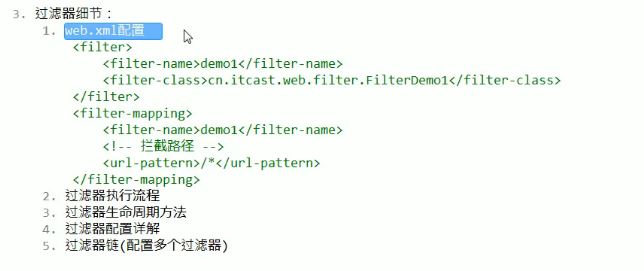 3. 过滤器细节：
1. web.xml配置
<filter>
<filter-name>demo1</filter-name>
<filter-class>cn.itcast.web.filter.FilterDemo1</filter-class>
</filter>
<filter-mapping>
<filter-name>demo1</filter-name>
<!-- 拦截路径 -->
<url-pattern>/*</url-pattern>
</filter-mapping>
2. 过滤器执行流程
3. 过滤器生命周期方法
4. 过滤器配置详解
5. 过滤器链(配置多个过滤器)